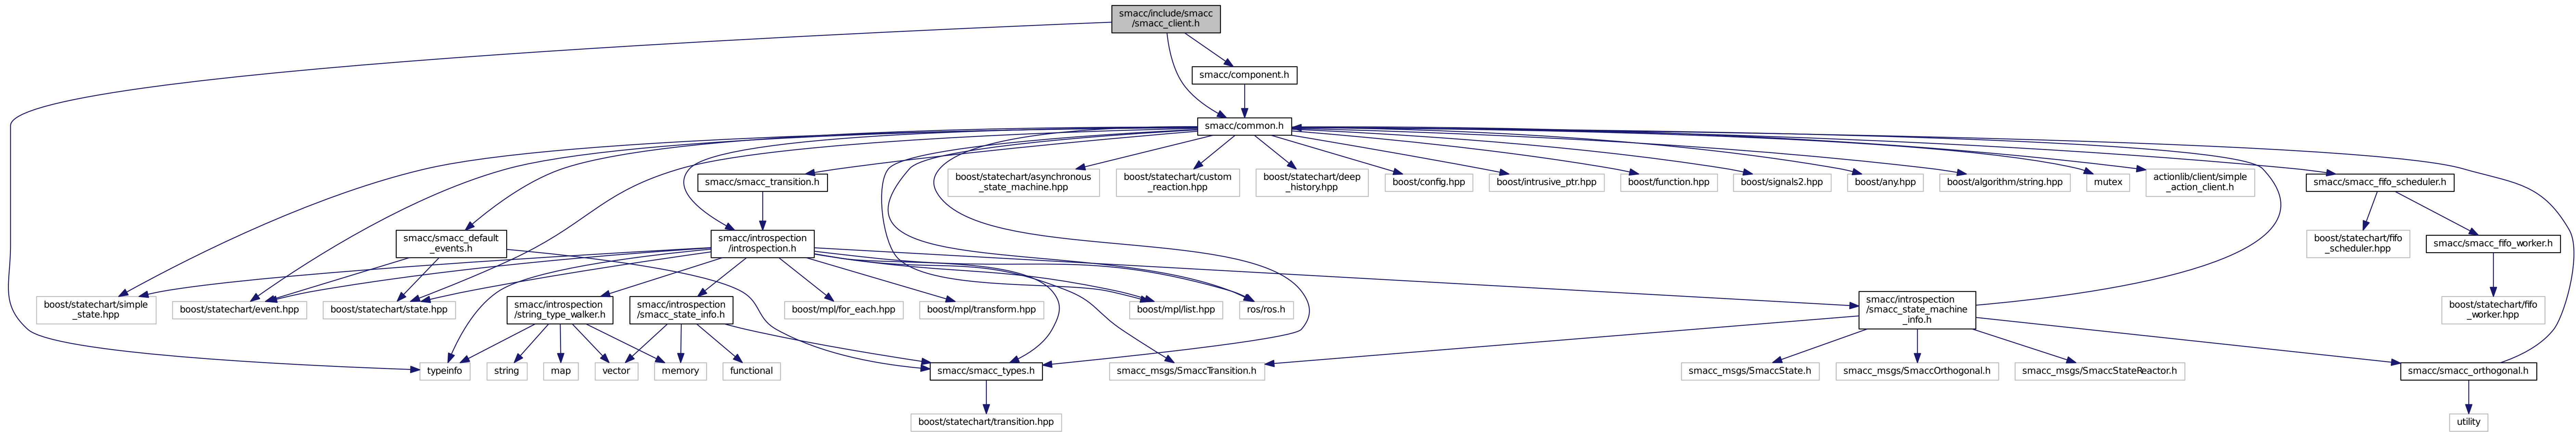 smacc/include/smacc
/smacc_client.h
smacc/component.h
smacc/common.h
smacc/smacc_transition.h
boost/statechart/asynchronous
_state_machine.hpp
boost/statechart/custom
_reaction.hpp
boost/statechart/deep
_history.hpp
boost/config.hpp
boost/intrusive_ptr.hpp
boost/function.hpp
boost/signals2.hpp
boost/any.hpp
boost/algorithm/string.hpp
mutex
actionlib/client/simple
_action_client.h
smacc/smacc_fifo_scheduler.h
smacc/smacc_default
_events.h
smacc/introspection
/introspection.h
boost/statechart/fifo
_scheduler.hpp
smacc/smacc_fifo_worker.h
boost/statechart/simple
_state.hpp
boost/statechart/event.hpp
boost/statechart/state.hpp
smacc/introspection
/string_type_walker.h
smacc/introspection
/smacc_state_info.h
boost/mpl/for_each.hpp
boost/mpl/transform.hpp
boost/mpl/list.hpp
ros/ros.h
smacc/introspection
/smacc_state_machine
_info.h
boost/statechart/fifo
_worker.hpp
typeinfo
string
map
vector
memory
functional
smacc/smacc_types.h
smacc_msgs/SmaccTransition.h
smacc_msgs/SmaccState.h
smacc_msgs/SmaccOrthogonal.h
smacc_msgs/SmaccStateReactor.h
smacc/smacc_orthogonal.h
boost/statechart/transition.hpp
utility